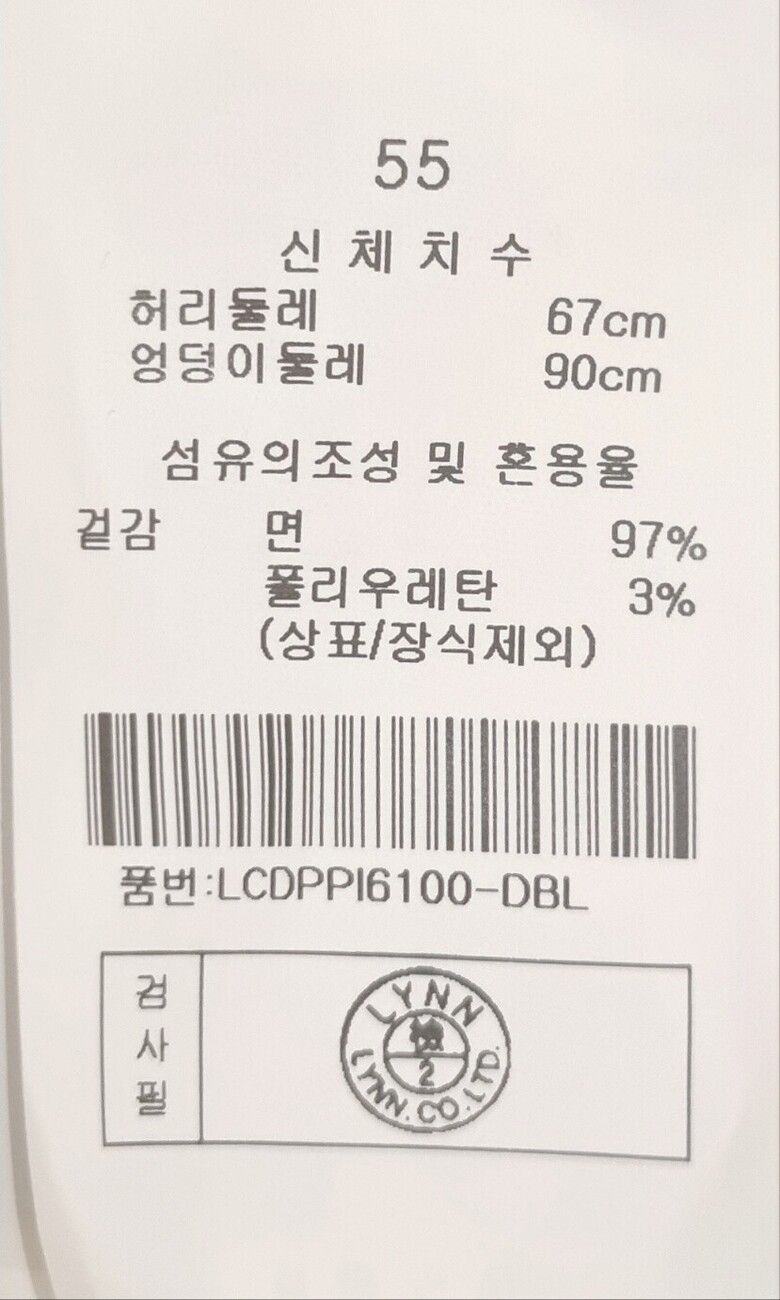 55
신체치수
허리둘레 67cm
엉덩이둘레 90cm
섬유의조성 및 혼용율
겉감 면 97%
폴리우레탄 3%
(상표/장식제외)
품번:LCDPPI6100-DBL
검사필
LYNN
檢
2
LYNN.CO.LTD.